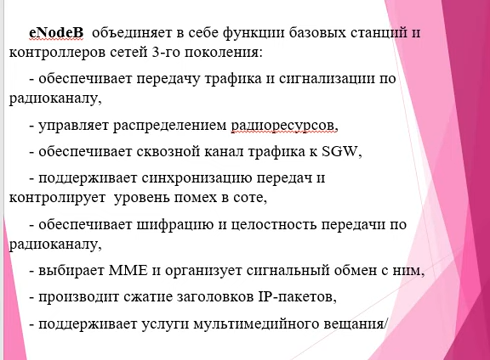 eNodeB объединяет в себе функции базовых станций и
контроллеров сетей 3-го поколения:
- обеспечивает передачу трафика и сигнализации по
радиоканалу,
- управляет распределением радиоресурсов,
- обеспечивает сквозной канал трафика к SGW,
- поддерживает синхронизацию передач и
контролирует уровень помех в соте,
- обеспечивает шифрацию и целостность передачи по
радиоканалу,
- выбирает MME и организует сигнальный обмен с ним,
- производит сжатие заголовков IP-пакетов,
- поддерживает услуги мультимедийного вещания/